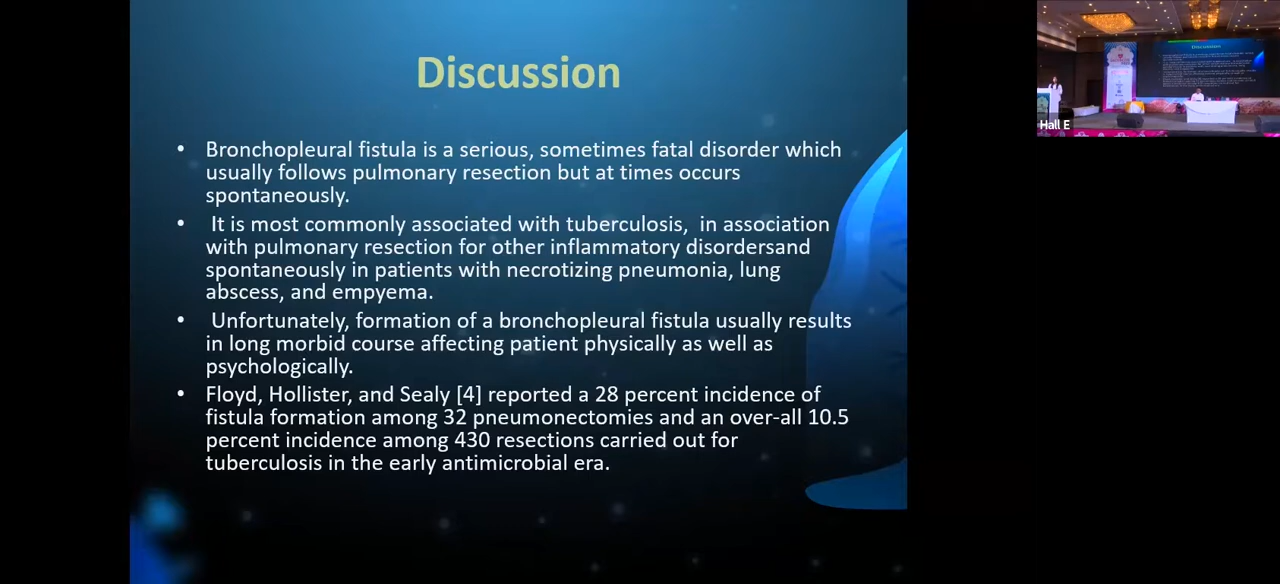 Discussion
• Bronchopleural fistula is a serious, sometimes fatal disorder which
usually follows pulmonary resection but at times occurs
spontaneously.
• It is most commonly associated with tuberculosis, in association
with pulmonary resection for other inflammatory disordersand
spontaneously in patients with necrotizing pneumonia, lung
abscess, and empyema.
• Unfortunately, formation of a bronchopleural fistula usually results
in long morbid course affecting patient physically as well as
psychologically.
• Floyd, Hollister, and Sealy [4] reported a 28 percent incidence of
fistula formation among 32 pneumonectomies and an over-all 10.5
percent incidence among 430 resections carried out for
tuberculosis in the early antimicrobial era.
Discussion
Hall E